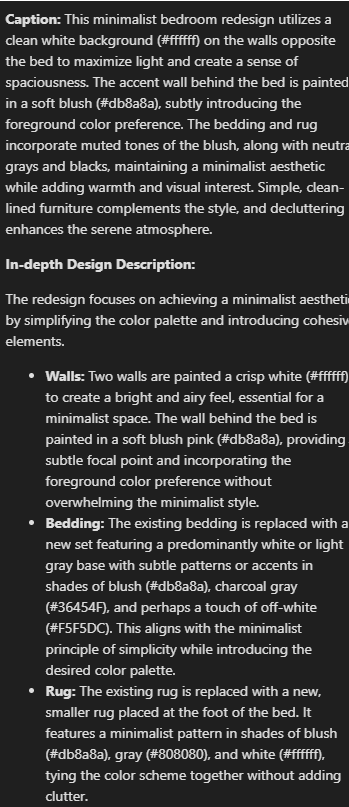 Caption: This minimalist bedroom redesign utilizes a
clean white background (#ffffff) on the walls opposite
the bed to maximize light and create a sense of
spaciousness. The accent wall behind the bed is painted
in a soft blush (#db8a8a), subtly introducing the
foreground color preference. The bedding and rug
incorporate muted tones of the blush, along with neutra
grays and blacks, maintaining a minimalist aesthetic
while adding warmth and visual interest. Simple, clean-
lined furniture complements the style, and decluttering
enhances the serene atmosphere.
In-depth Design Description:
The redesign focuses on achieving a minimalist aestheti
by simplifying the color palette and introducing cohesiv
elements.
• Walls: Two walls are painted a crisp white (#ffffff)
to create a bright and airy feel, essential for a
minimalist space. The wall behind the bed is
painted in a soft blush pink (#db8a8a), providing
subtle focal point and incorporating the
foreground color preference without
overwhelming the minimalist style.
• Bedding: The existing bedding is replaced with a
new set featuring a predominantly white or light
gray base with subtle patterns or accents in
shades of blush (#db8a8a), charcoal gray
(#36454F), and perhaps a touch of off-white
(#F5F5DC). This aligns with the minimalist
principle of simplicity while introducing the
desired color palette.
• Rug: The existing rug is replaced with a new,
smaller rug placed at the foot of the bed. It
features a minimalist pattern in shades of blush
(#db8a8a), gray (#808080), and white (#ffffff),
tying the color scheme together without adding
clutter.